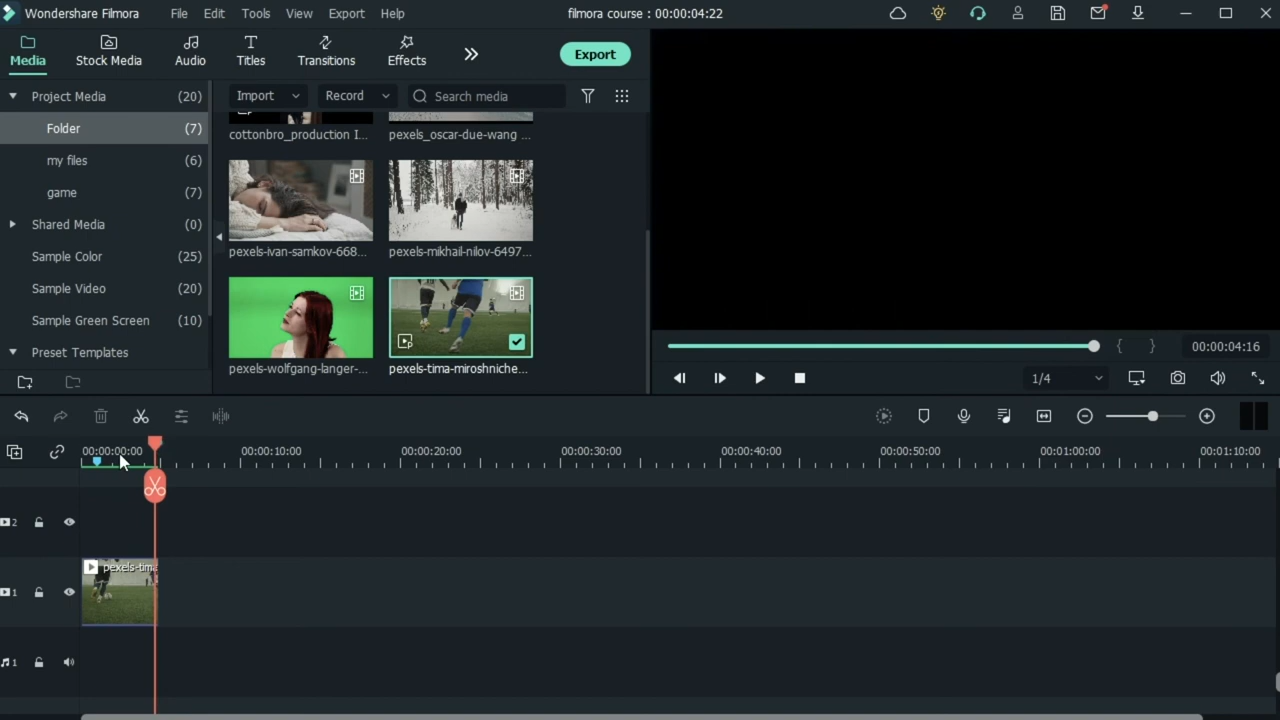 Wondershare Filmora File Edit Tools View Export Help filmora course : 00:00:04:22
Media Stock Media Audio Titles Transitions Effects Export
Project Media (20)
Folder (7)
my files (6)
game (7)
Shared Media (0)
Sample Color (25)
Sample Video (20)
Sample Green Screen (10)
Preset Templates
Import Record Search media
cottonbro_production I... pexels_oscar-due-wang ...
pexels-ivan-samkov-668... pexels-mikhail-nilov-6497...
pexels-wolfgang-langer-... pexels-tima-miroshniche...
{ } 00:00:04:16
1/4
00:00:00:00 00:00:10:00 00:00:20:00 00:00:30:00 00:00:40:00 00:00:50:00 00:01:00:00 00:01:10:00
2
1 pexels-tima
1